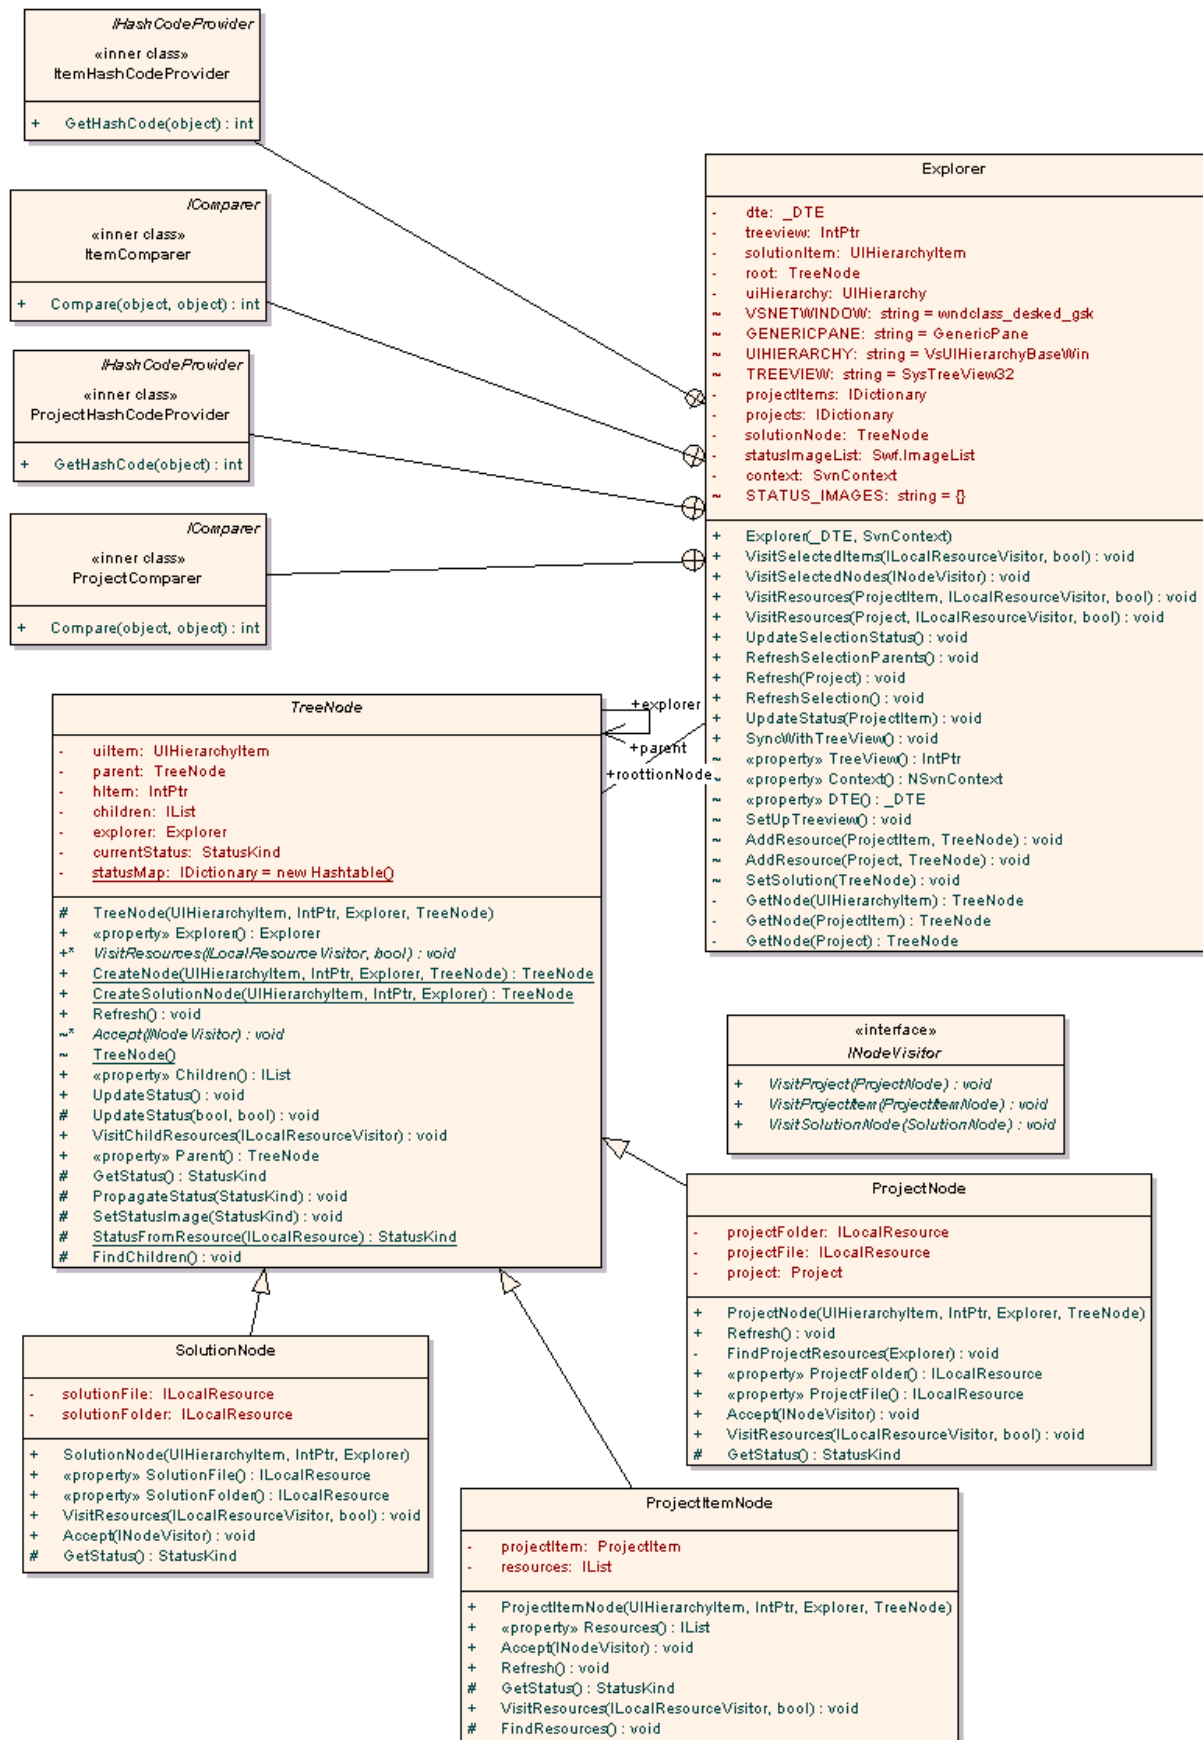 IHashCodeProvider
«inner class»
ItemHashCodeProvider
+ GetHashCode(object) : int
IComparer
«inner class»
ItemComparer
+ Compare(object, object) : int
IHashCodeProvider
«inner class»
ProjectHashCodeProvider
+ GetHashCode(object) : int
IComparer
«inner class»
ProjectComparer
+ Compare(object, object) : int
Explorer
- dte: _DTE
- treeview: IntPtr
- solutionItem: UIHierarchyItem
- root: TreeNode
- uiHierarchy: UIHierarchy
~ VSNETWINDOW: string = wndclass_desked_gsk
~ GENERICPANE: string = GenericPane
~ UIHIERARCHY: string = VsUIHierarchyBaseWin
~ TREEVIEW: string = SysTreeView32
- projectItems: IDictionary
- projects: IDictionary
- solutionNode: TreeNode
- statusImageList: Swf.ImageList
- context: SvnContext
~ STATUS_IMAGES: string = {}
+ Explorer(_DTE, SvnContext)
+ VisitSelectedItems(ILocalResourceVisitor, bool) : void
+ VisitSelectedNodes(INodeVisitor) : void
+ VisitResources(ProjectItem, ILocalResourceVisitor, bool) : void
+ VisitResources(Project, ILocalResourceVisitor, bool) : void
+ UpdateSelectionStatus() : void
+ RefreshSelectionParents() : void
+ Refresh(Project) : void
+ RefreshSelection() : void
+ UpdateStatus(ProjectItem) : void
+ SyncWithTreeView() : void
~ «property» TreeView() : IntPtr
~ «property» Context() : NSvnContext
~ «property» DTE() : _DTE
~ SetUpTreeview() : void
~ AddResource(ProjectItem, TreeNode) : void
~ AddResource(Project, TreeNode) : void
~ SetSolution(TreeNode) : void
- GetNode(UIHierarchyItem) : TreeNode
- GetNode(ProjectItem) : TreeNode
- GetNode(Project) : TreeNode
+explorer
+parent
TreeNode
- uiItem: UIHierarchyItem
- parent: TreeNode
- hItem: IntPtr
- children: IList
- explorer: Explorer
- currentStatus: StatusKind
- statusMap: IDictionary = new Hashtable()
# TreeNode(UIHierarchyItem, IntPtr, Explorer, TreeNode)
+ «property» Explorer() : Explorer
+* VisitResources(ILocalResourceVisitor, bool) : void
+ CreateNode(UIHierarchyItem, IntPtr, Explorer, TreeNode) : TreeNode
+ CreateSolutionNode(UIHierarchyItem, IntPtr, Explorer) : TreeNode
+ Refresh() : void
~* Accept(INodeVisitor) : void
~ TreeNode()
+ «property» Children() : IList
+ UpdateStatus() : void
# UpdateStatus(bool, bool) : void
+ VisitChildResources(ILocalResourceVisitor) : void
+ «property» Parent() : TreeNode
# GetStatus() : StatusKind
# PropagateStatus(StatusKind) : void
# SetStatusImage(StatusKind) : void
# StatusFromResource(ILocalResource) : StatusKind
# FindChildren() : void
«interface»
INodeVisitor
+ VisitProject(ProjectNode) : void
+ VisitProjectItem(ProjectItemNode) : void
+ VisitSolutionNode(SolutionNode) : void
ProjectNode
- projectFolder: ILocalResource
- projectFile: ILocalResource
- project: Project
+ ProjectNode(UIHierarchyItem, IntPtr, Explorer, TreeNode)
+ Refresh() : void
- FindProjectResources(Explorer) : void
+ «property» ProjectFolder() : ILocalResource
+ «property» ProjectFile() : ILocalResource
+ Accept(INodeVisitor) : void
+ VisitResources(ILocalResourceVisitor, bool) : void
# GetStatus() : StatusKind
SolutionNode
- solutionFile: ILocalResource
- solutionFolder: ILocalResource
+ SolutionNode(UIHierarchyItem, IntPtr, Explorer)
+ «property» SolutionFile() : ILocalResource
+ «property» SolutionFolder() : ILocalResource
+ VisitResources(ILocalResourceVisitor, bool) : void
+ Accept(INodeVisitor) : void
# GetStatus() : StatusKind
ProjectItemNode
- projectItem: ProjectItem
- resources: IList
+ ProjectItemNode(UIHierarchyItem, IntPtr, Explorer, TreeNode)
+ «property» Resources() : IList
+ Accept(INodeVisitor) : void
+ Refresh() : void
# GetStatus() : StatusKind
+ VisitResources(ILocalResourceVisitor, bool) : void
# FindResources() : void